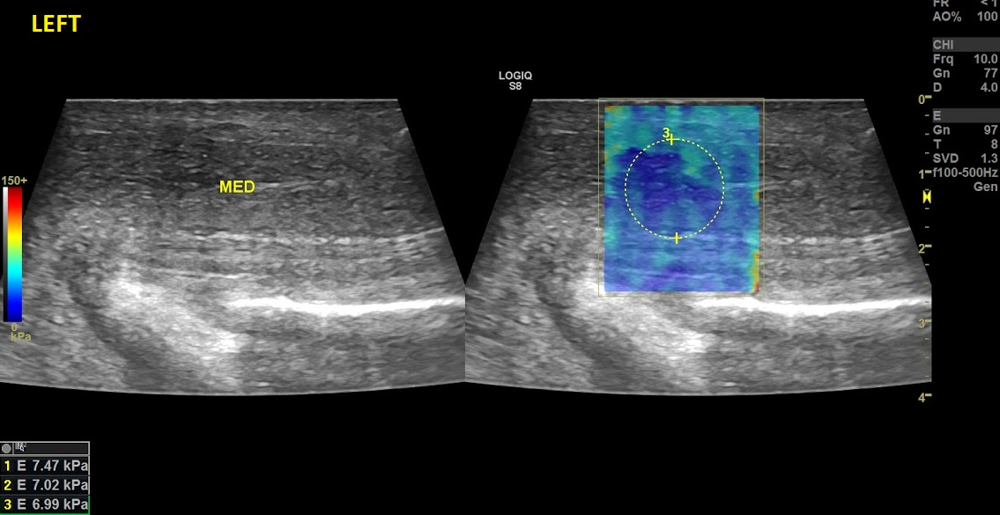 LEFT
FR < 1
AO% 100
LOGIQ
S8
CHI
Frq 10.0
Gn 77
D 4.0
0
E
Gn 97
T 8
SVD 1.3
f100-500Hz
Gen
1
2
3
4
3
MED
150+
0
kPa
1 E 7.47 kPa
2 E 7.02 kPa
3 E 6.99 kPa